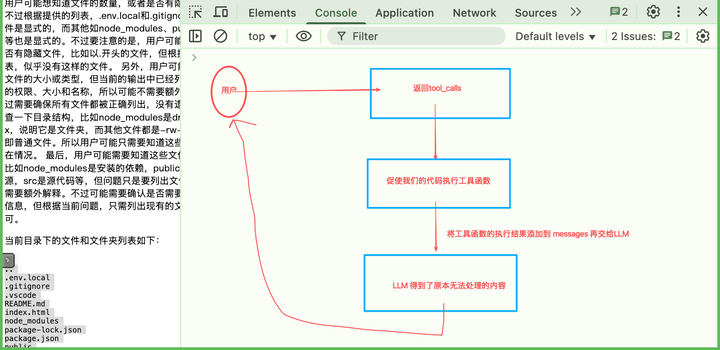 用户可能想知道文件的数量，或者是否有隐
不过根据提供的列表，.env.local和.gitignor
件是显式的，而其他如node_modules、pu
等也是显式的。不过要注意的是，用户可能
否有隐藏文件。比如以.开头的文件，但根据
表，似乎没有这样的文件。 另外，用户可能
文件的大小或类型，但当前的输出中已经列
的权限、大小和名称，所以可能不需要额外
过需要确保所有文件都被正确列出，没有遗
查一下目录结构，比如node_modules是dr
x，说明它是文件夹，而其他文件都是-rw-
即普通文件。所以用户可能只需要知道这些
在情况。 最后，用户可能需要知道这些文件
比如node_modules是安装的依赖，public
源，src是源代码等，但问题只是要列出文件
需要额外解释。不过可能需要确认是否需要
信息，但根据当前问题，只需列出现有的文
可。
当前目录下的文件和文件夹列表如下：
..
.env.local
.gitignore
.vscode
README.md
index.html
node_modules
package-lock.json
package.json
public
Elements Console Application Network Sources 2
top Filter Default levels 2 Issues: 2
用户
返回tool_calls
促使我们的代码执行工具函数
将工具函数的执行结果添加到 messages 再交给LLM
LLM 得到了原本无法处理的内容